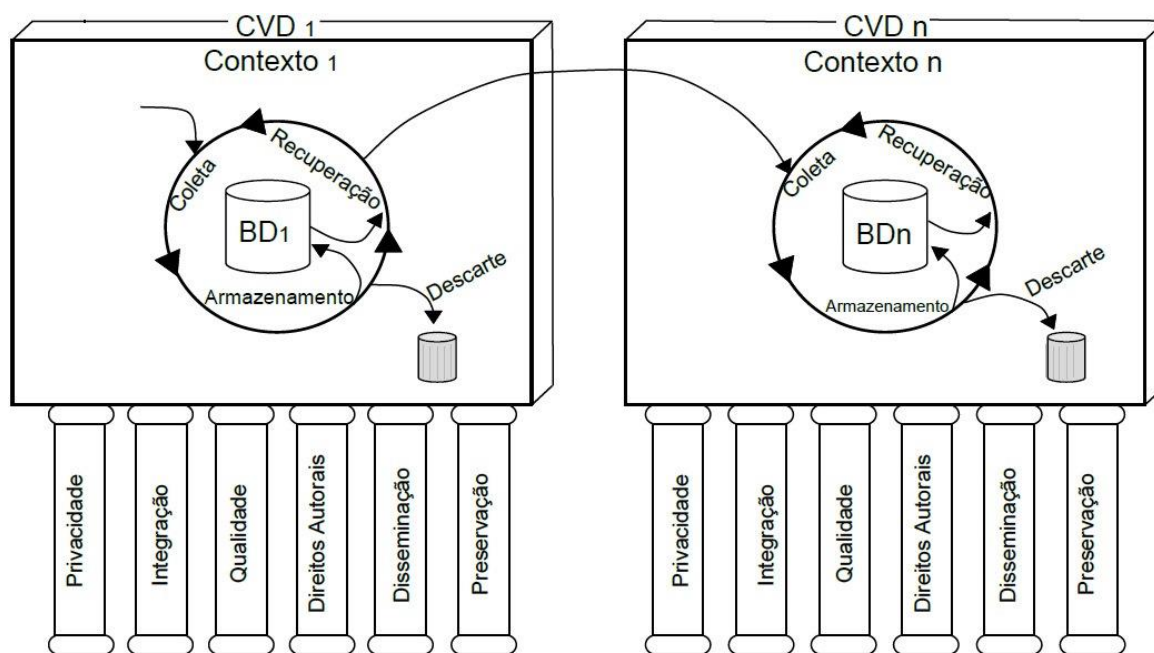 CVD 1
Contexto 1
Coleta
Recuperação
BD1
Armazenamento
Descarte
Privacidade
Integração
Qualidade
Direitos Autorais
Disseminação
Preservação
CVD n
Contexto n
Coleta
Recuperação
BDn
Armazenamento
Descarte
Privacidade
Integração
Qualidade
Direitos Autorais
Disseminação
Preservação